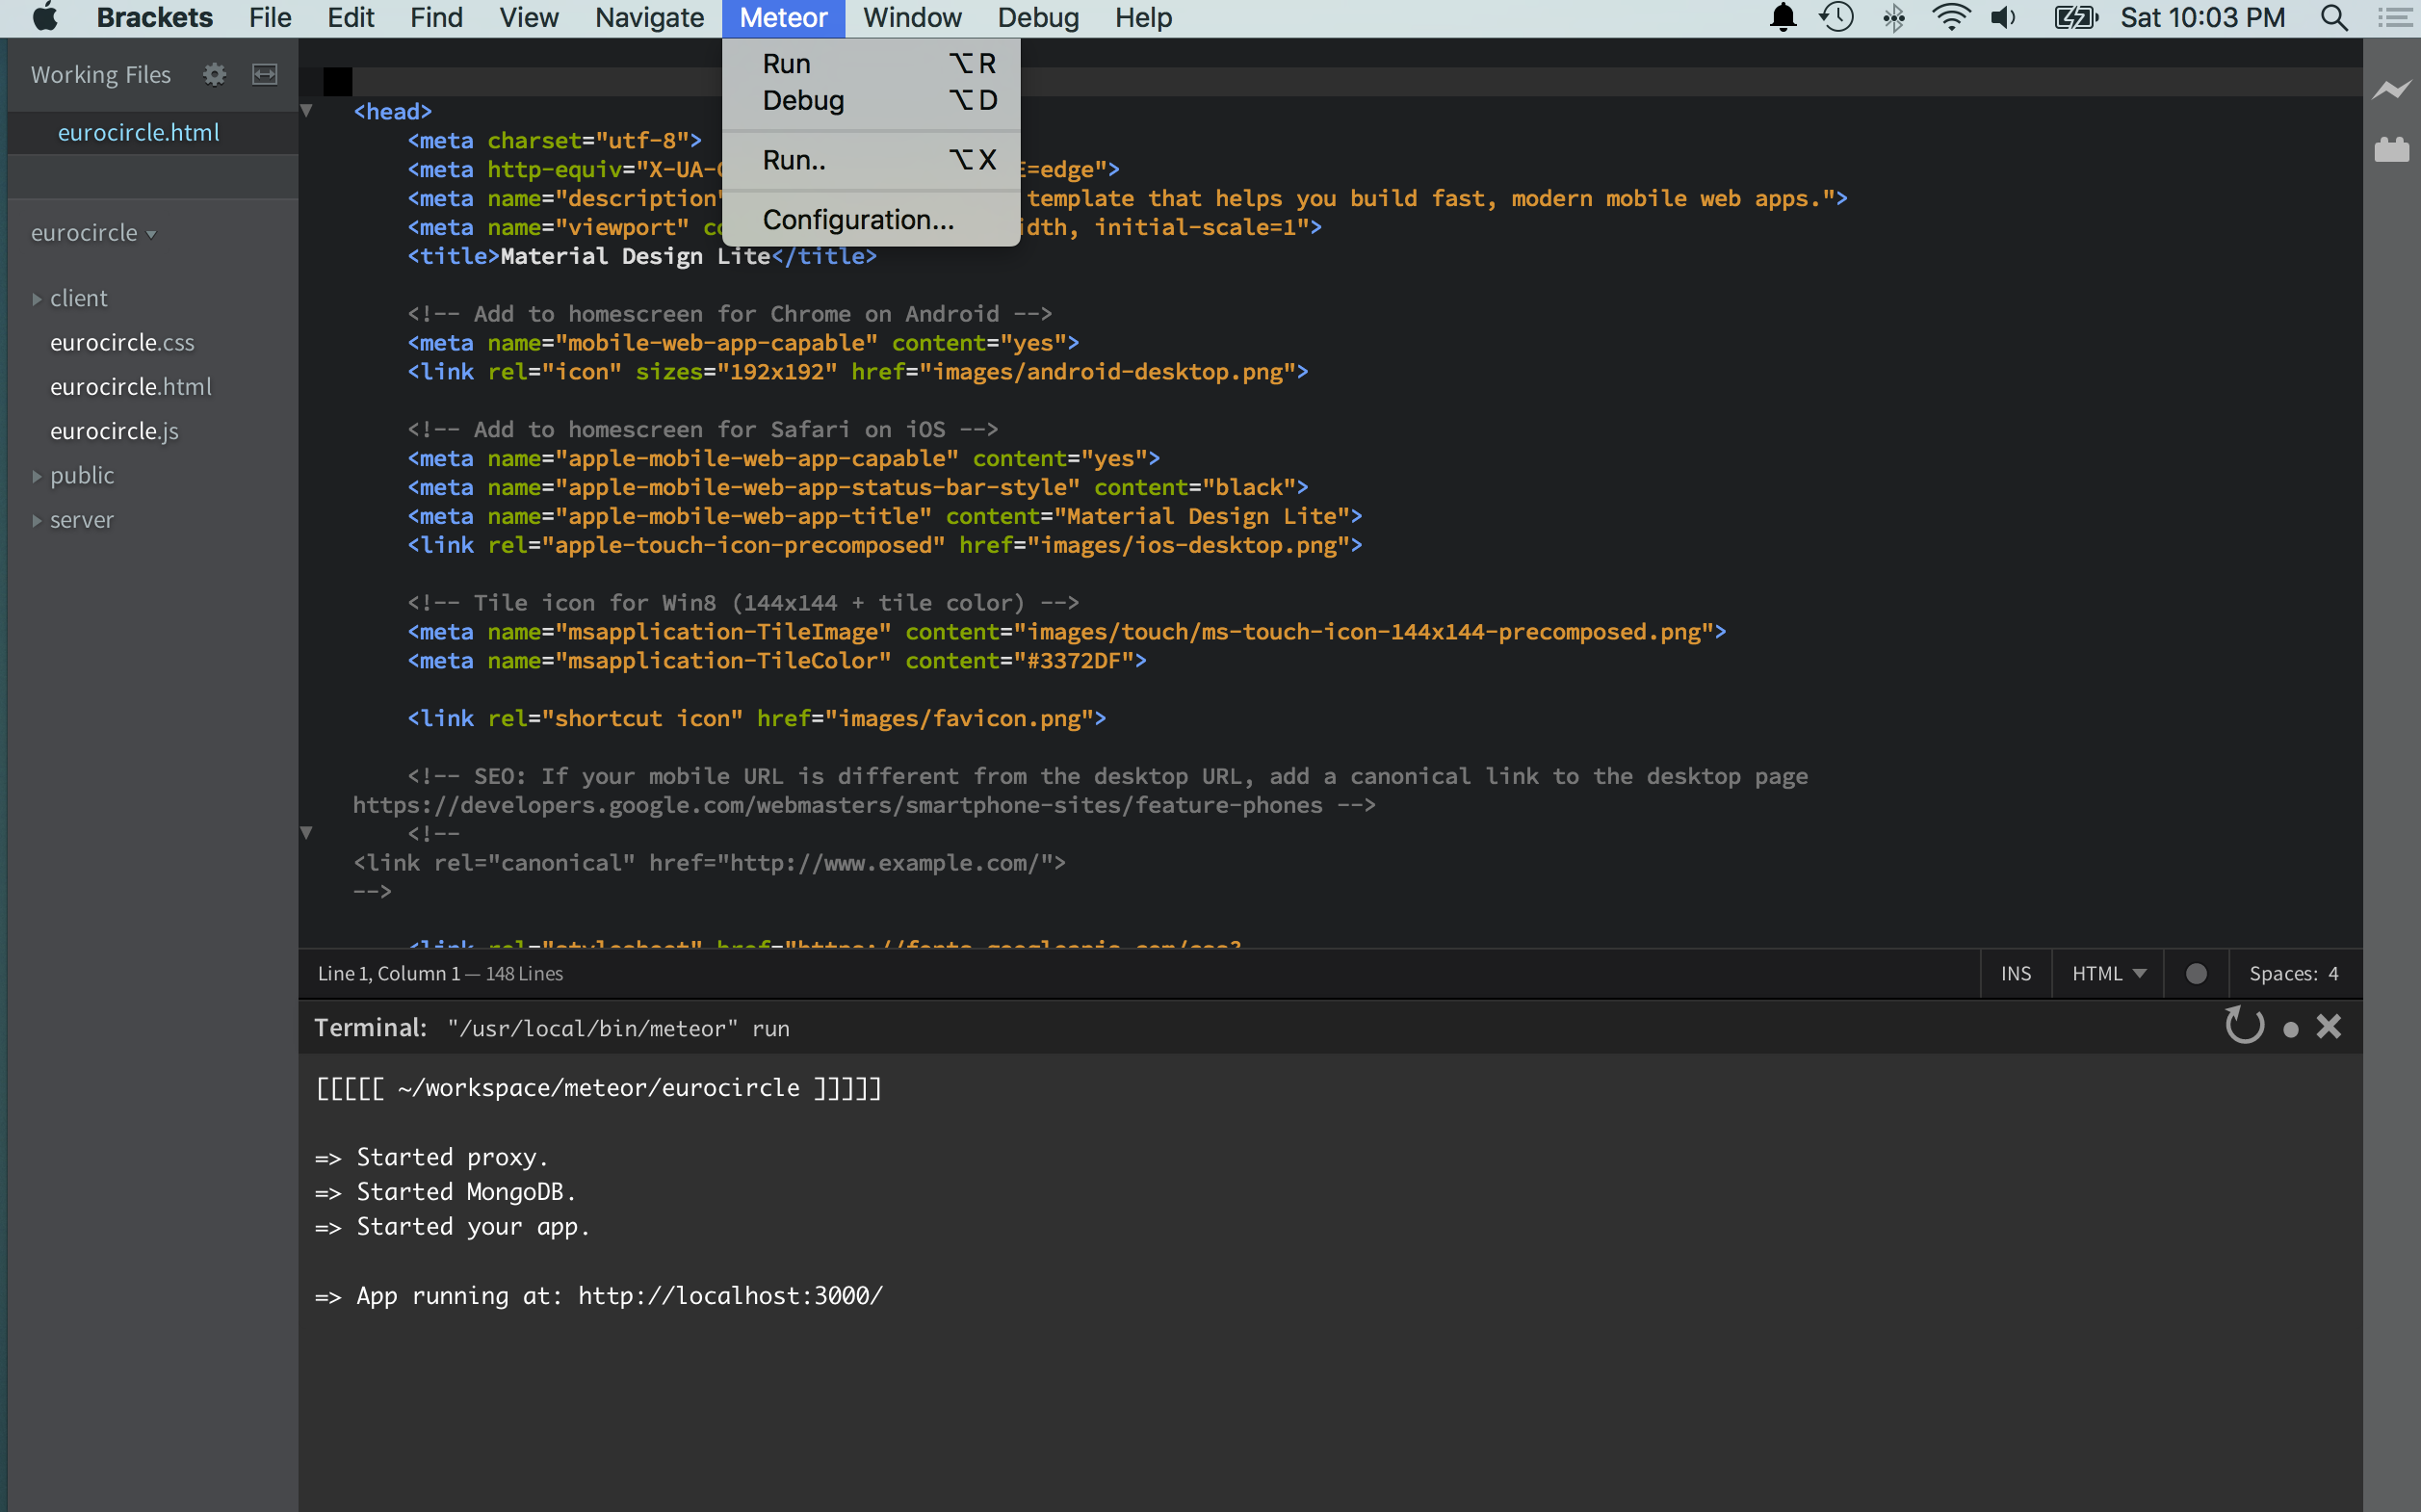 Brackets File Edit Find View Navigate Meteor Window Debug Help Sat 10:03 PM
Run ⌥R
Debug ⌥D
Run.. ⌥X
Configuration...
Working Files
eurocircle.html
eurocircle
client
eurocircle.css
eurocircle.html
eurocircle.js
public
server
<head>
<meta charset="utf-8">
<meta http-equiv="X-UA- =edge">
<meta name="description" template that helps you build fast, modern mobile web apps.">
<meta name="viewport" co idth, initial-scale=1">
<title>Material Design Lite</title>
<!-- Add to homescreen for Chrome on Android -->
<meta name="mobile-web-app-capable" content="yes">
<link rel="icon" sizes="192x192" href="images/android-desktop.png">
<!-- Add to homescreen for Safari on iOS -->
<meta name="apple-mobile-web-app-capable" content="yes">
<meta name="apple-mobile-web-app-status-bar-style" content="black">
<meta name="apple-mobile-web-app-title" content="Material Design Lite">
<link rel="apple-touch-icon-precomposed" href="images/ios-desktop.png">
<!-- Tile icon for Win8 (144x144 + tile color) -->
<meta name="msapplication-TileImage" content="images/touch/ms-touch-icon-144x144-precomposed.png">
<meta name="msapplication-TileColor" content="#3372DF">
<link rel="shortcut icon" href="images/favicon.png">
<!-- SEO: If your mobile URL is different from the desktop URL, add a canonical link to the desktop page
https://developers.google.com/webmasters/smartphone-sites/feature-phones -->
<!--
<link rel="canonical" href="http://www.example.com/">
-->
<link rel="stylesheet" href="https://fonts.googleapis.com/css?
Line 1, Column 1 — 148 Lines INS HTML Spaces: 4
Terminal: "/usr/local/bin/meteor" run
[[[[[ ~/workspace/meteor/eurocircle ]]]]]
=> Started proxy.
=> Started MongoDB.
=> Started your app.
=> App running at: http://localhost:3000/